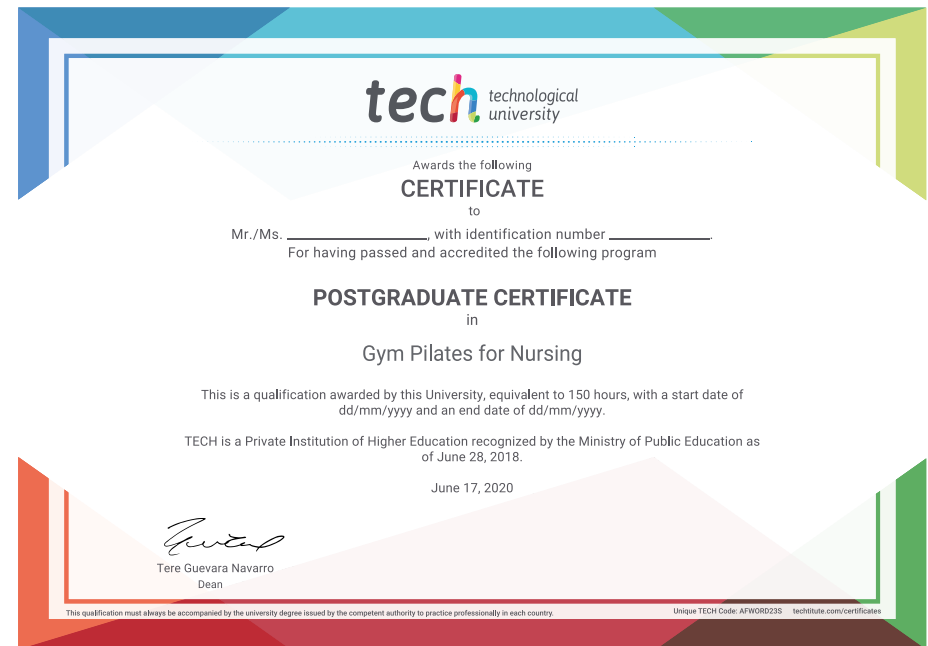 tech technological
university
Awards the following
CERTIFICATE
to
Mr./Ms. ____________________, with identification number ______________.
For having passed and accredited the following program
POSTGRADUATE CERTIFICATE
in
Gym Pilates for Nursing
This is a qualification awarded by this University, equivalent to 150 hours, with a start date of
dd/mm/yyyy and an end date of dd/mm/yyyy.
TECH is a Private Institution of Higher Education recognized by the Ministry of Public Education as
of June 28, 2018.
June 17, 2020
Tere Guevara Navarro
Dean
This qualification must always be accompanied by the university degree issued by the competent authority to practice professionally in each country.
Unique TECH Code: AFWORD23S techtitute.com/certificates